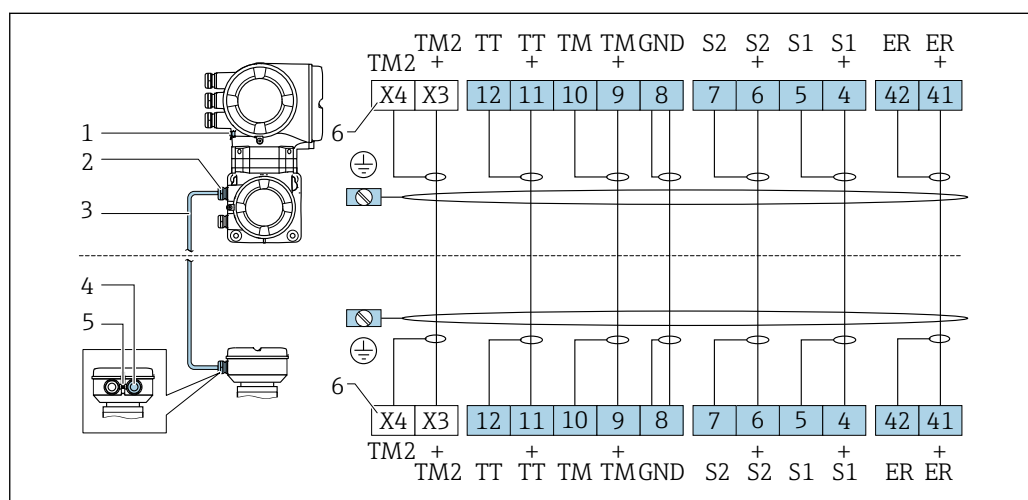 TM2 TT TT TM TM GND S2 S2 S1 S1 ER ER
TM2 + + + + + +
X4 X3 12 11 10 9 8 7 6 5 4 42 41
6
1
2
3
4
5
6
X4 X3 12 11 10 9 8 7 6 5 4 42 41
TM2 + + + + + +
TM2 TT TT TM TM GND S2 S2 S1 S1 ER ER